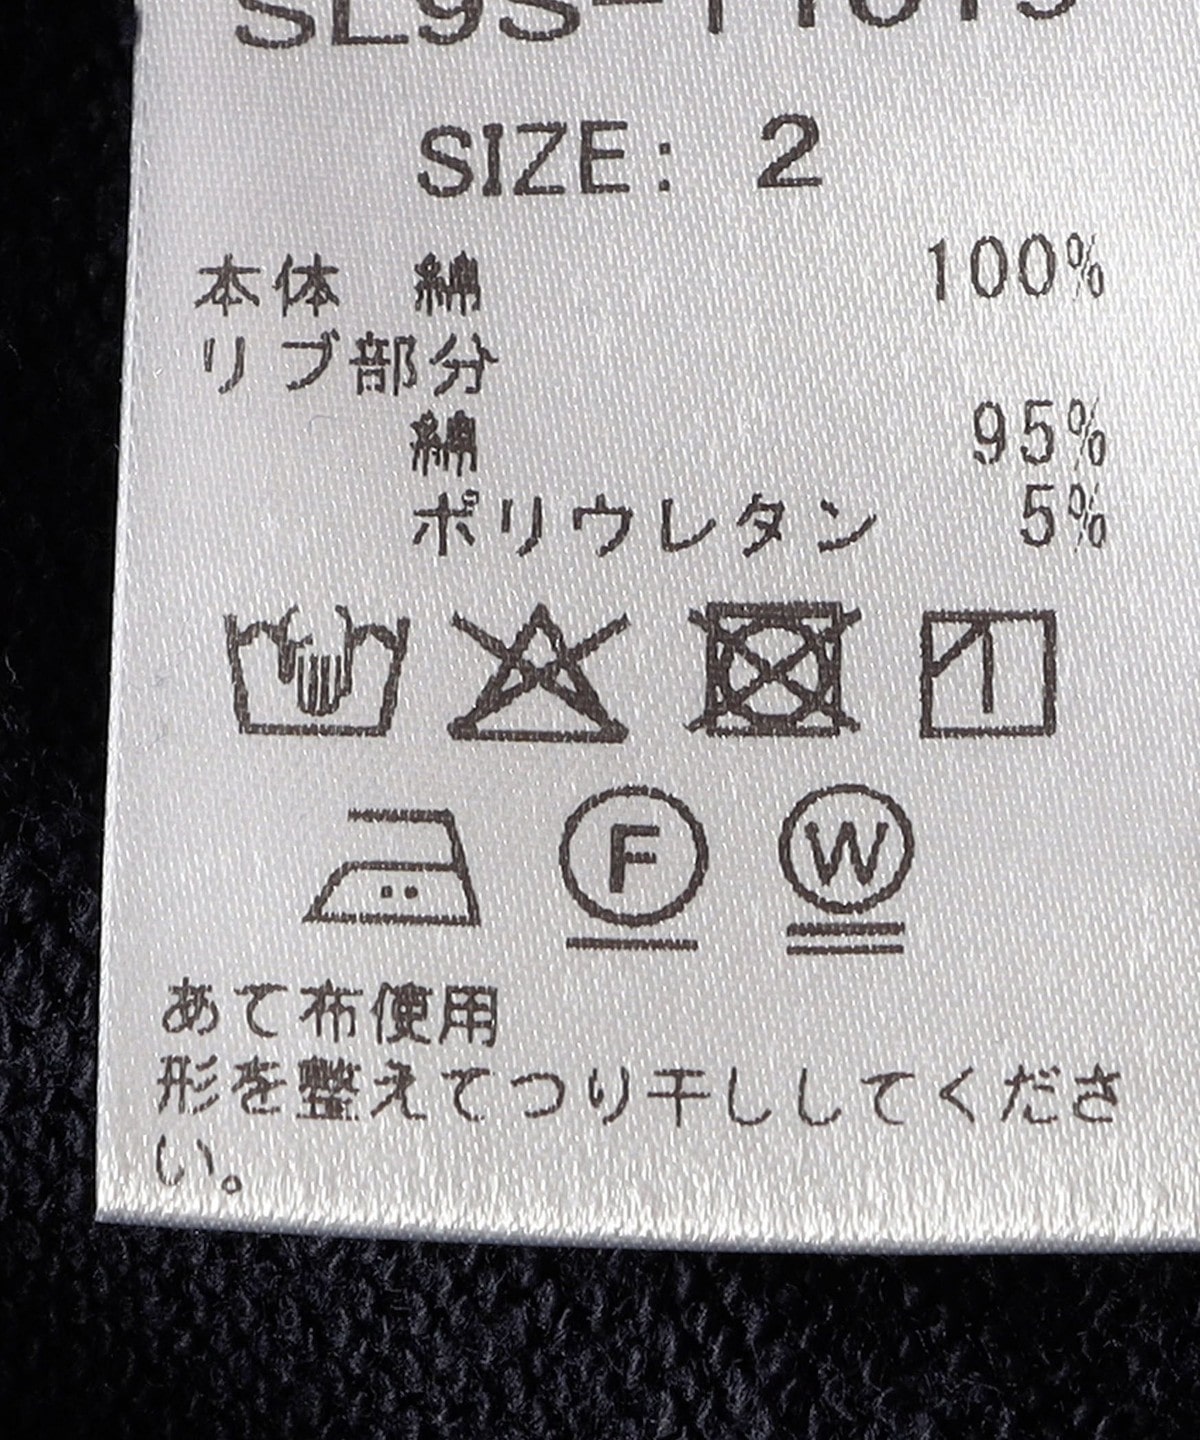 SIZE: 2
本体 綿 100%
リブ部分
綿 95%
ポリウレタン 5%
F W
あて布使用
形を整えてつり干ししてくださ
い。